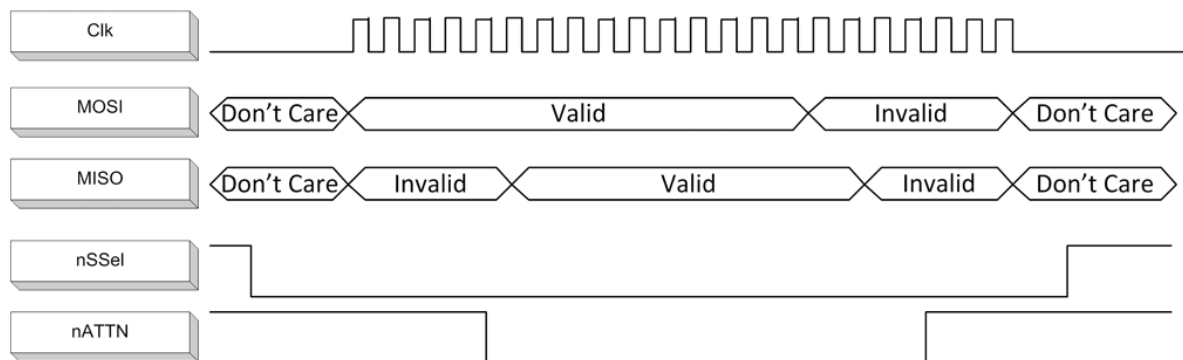 Clk
MOSI
Don't Care
Valid
Invalid
Don't Care
MISO
Don't Care
Invalid
Valid
Invalid
Don't Care
nSSel
nATTN